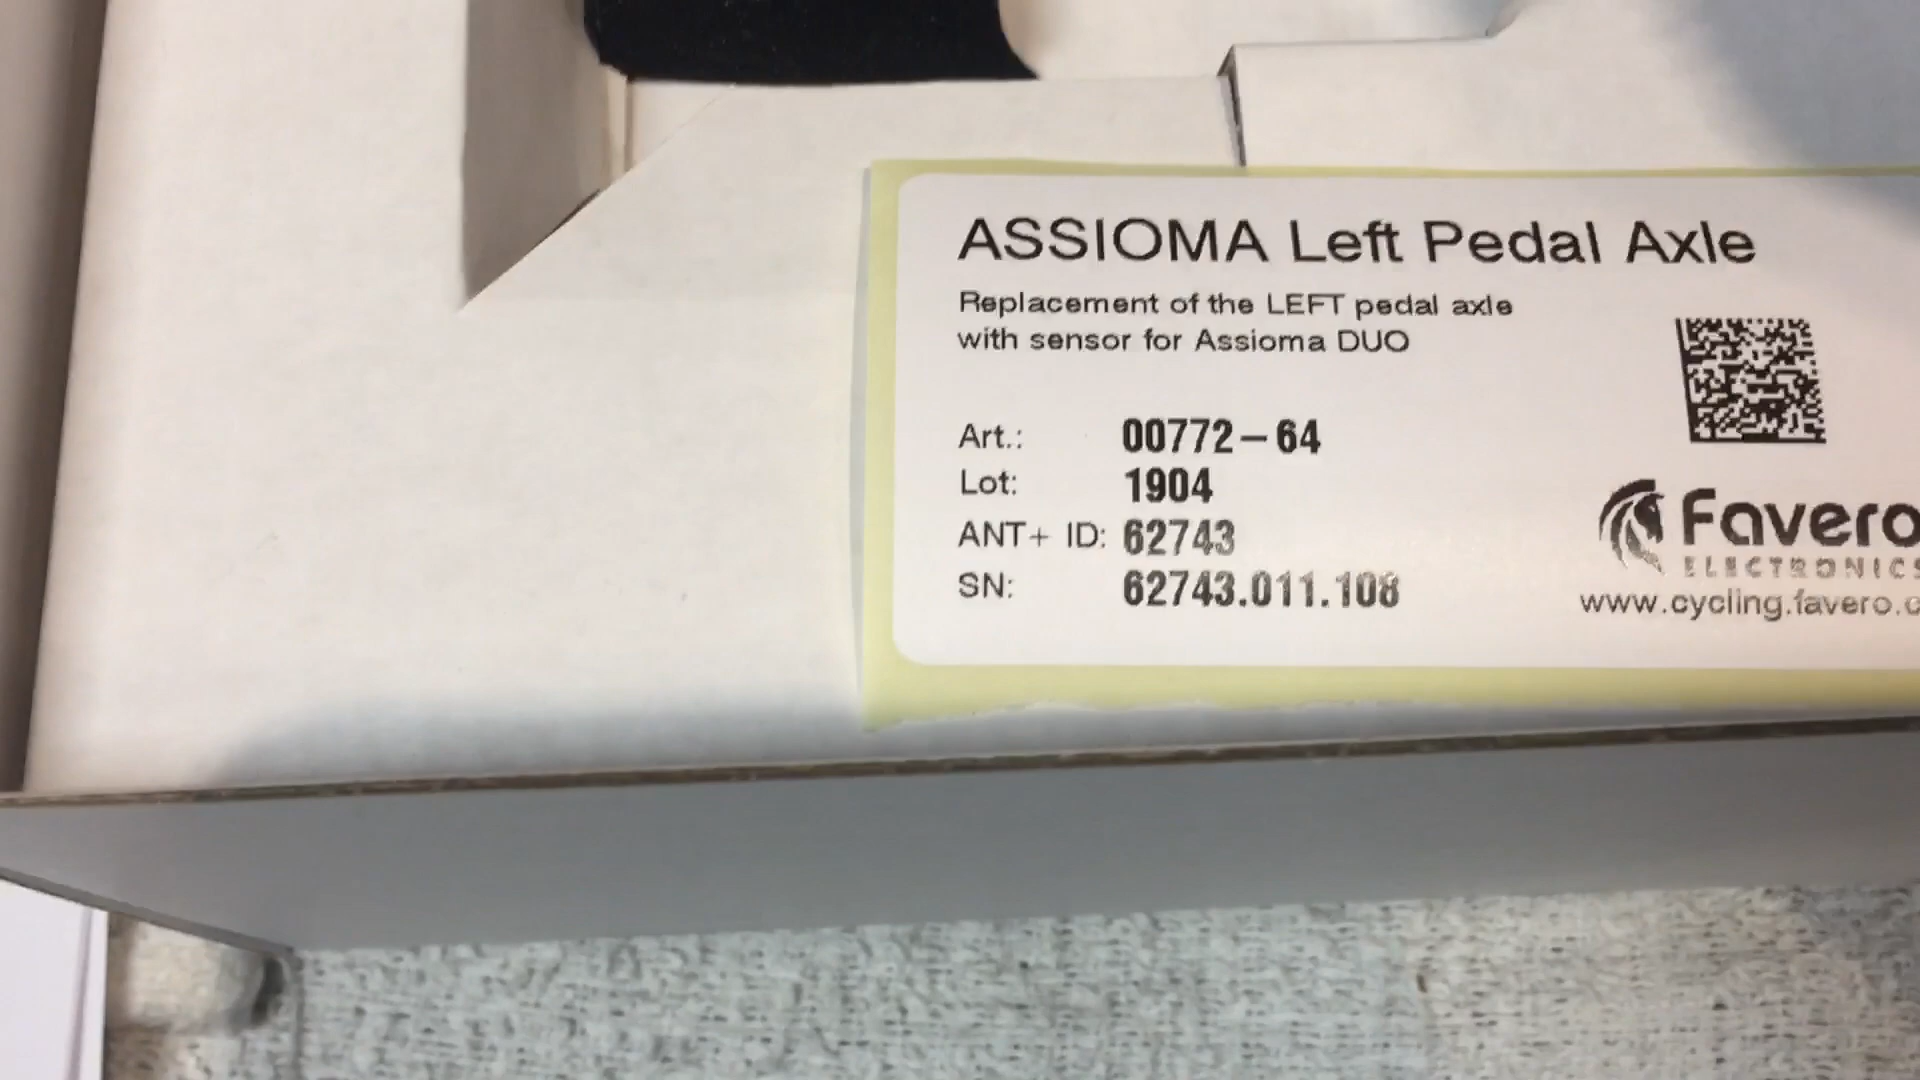 ASSIOMA Left Pedal Axle
Replacement of the LEFT pedal axle
with sensor for Assioma DUO
Art.: 00772-64
Lot: 1904
ANT+ ID: 62743
SN: 62743.011.108
Favero
ELECTRONICS
www.cycling.favero.c